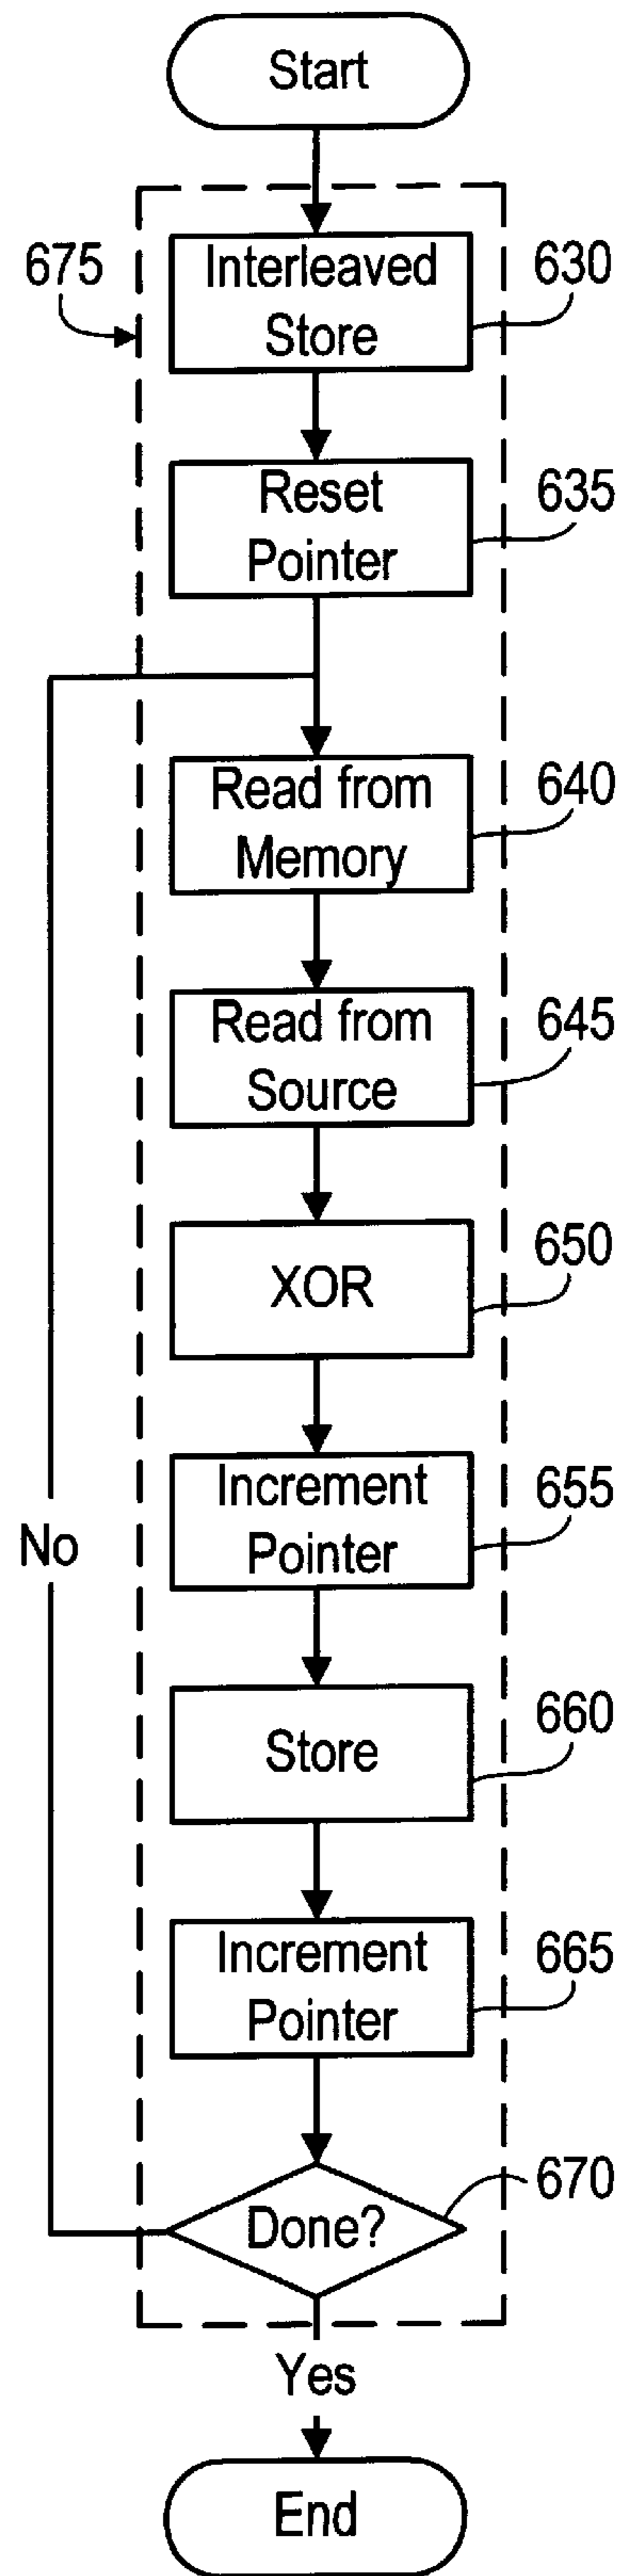 Start
675
Interleaved
Store
630
Reset
Pointer
635
Read from
Memory
640
Read from
Source
645
XOR
650
Increment
Pointer
655
No
Store
660
Increment
Pointer
665
Done?
670
Yes
End